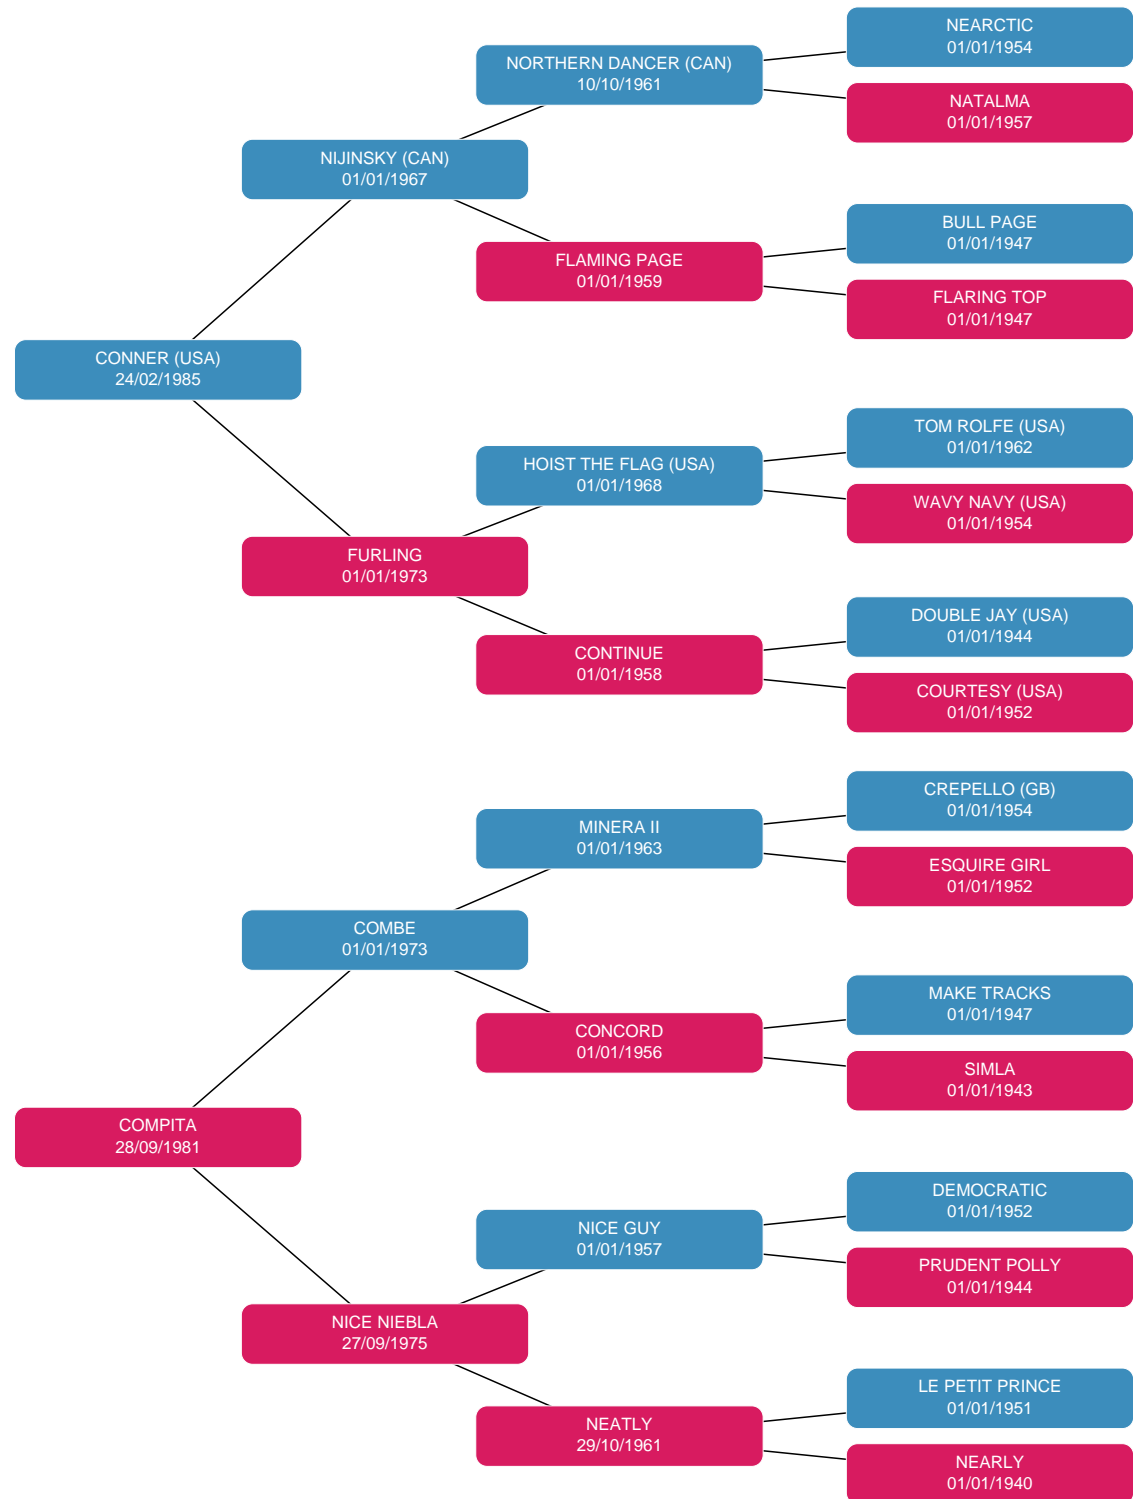 NEARCTIC
01/01/1954
NORTHERN DANCER (CAN)
10/10/1961
NATALMA
01/01/1957
NIJINSKY (CAN)
01/01/1967
BULL PAGE
01/01/1947
FLAMING PAGE
01/01/1959
FLARING TOP
01/01/1947
CONNER (USA)
24/02/1985
TOM ROLFE (USA)
01/01/1962
HOIST THE FLAG (USA)
01/01/1968
WAVY NAVY (USA)
01/01/1954
FURLING
01/01/1973
DOUBLE JAY (USA)
01/01/1944
CONTINUE
01/01/1958
COURTESY (USA)
01/01/1952
CREPELLO (GB)
01/01/1954
MINERA II
01/01/1963
ESQUIRE GIRL
01/01/1952
COMBE
01/01/1973
MAKE TRACKS
01/01/1947
CONCORD
01/01/1956
SIMLA
01/01/1943
COMPITA
28/09/1981
DEMOCRATIC
01/01/1952
NICE GUY
01/01/1957
PRUDENT POLLY
01/01/1944
NICE NIEBLA
27/09/1975
LE PETIT PRINCE
01/01/1951
NEATLY
29/10/1961
NEARLY
01/01/1940